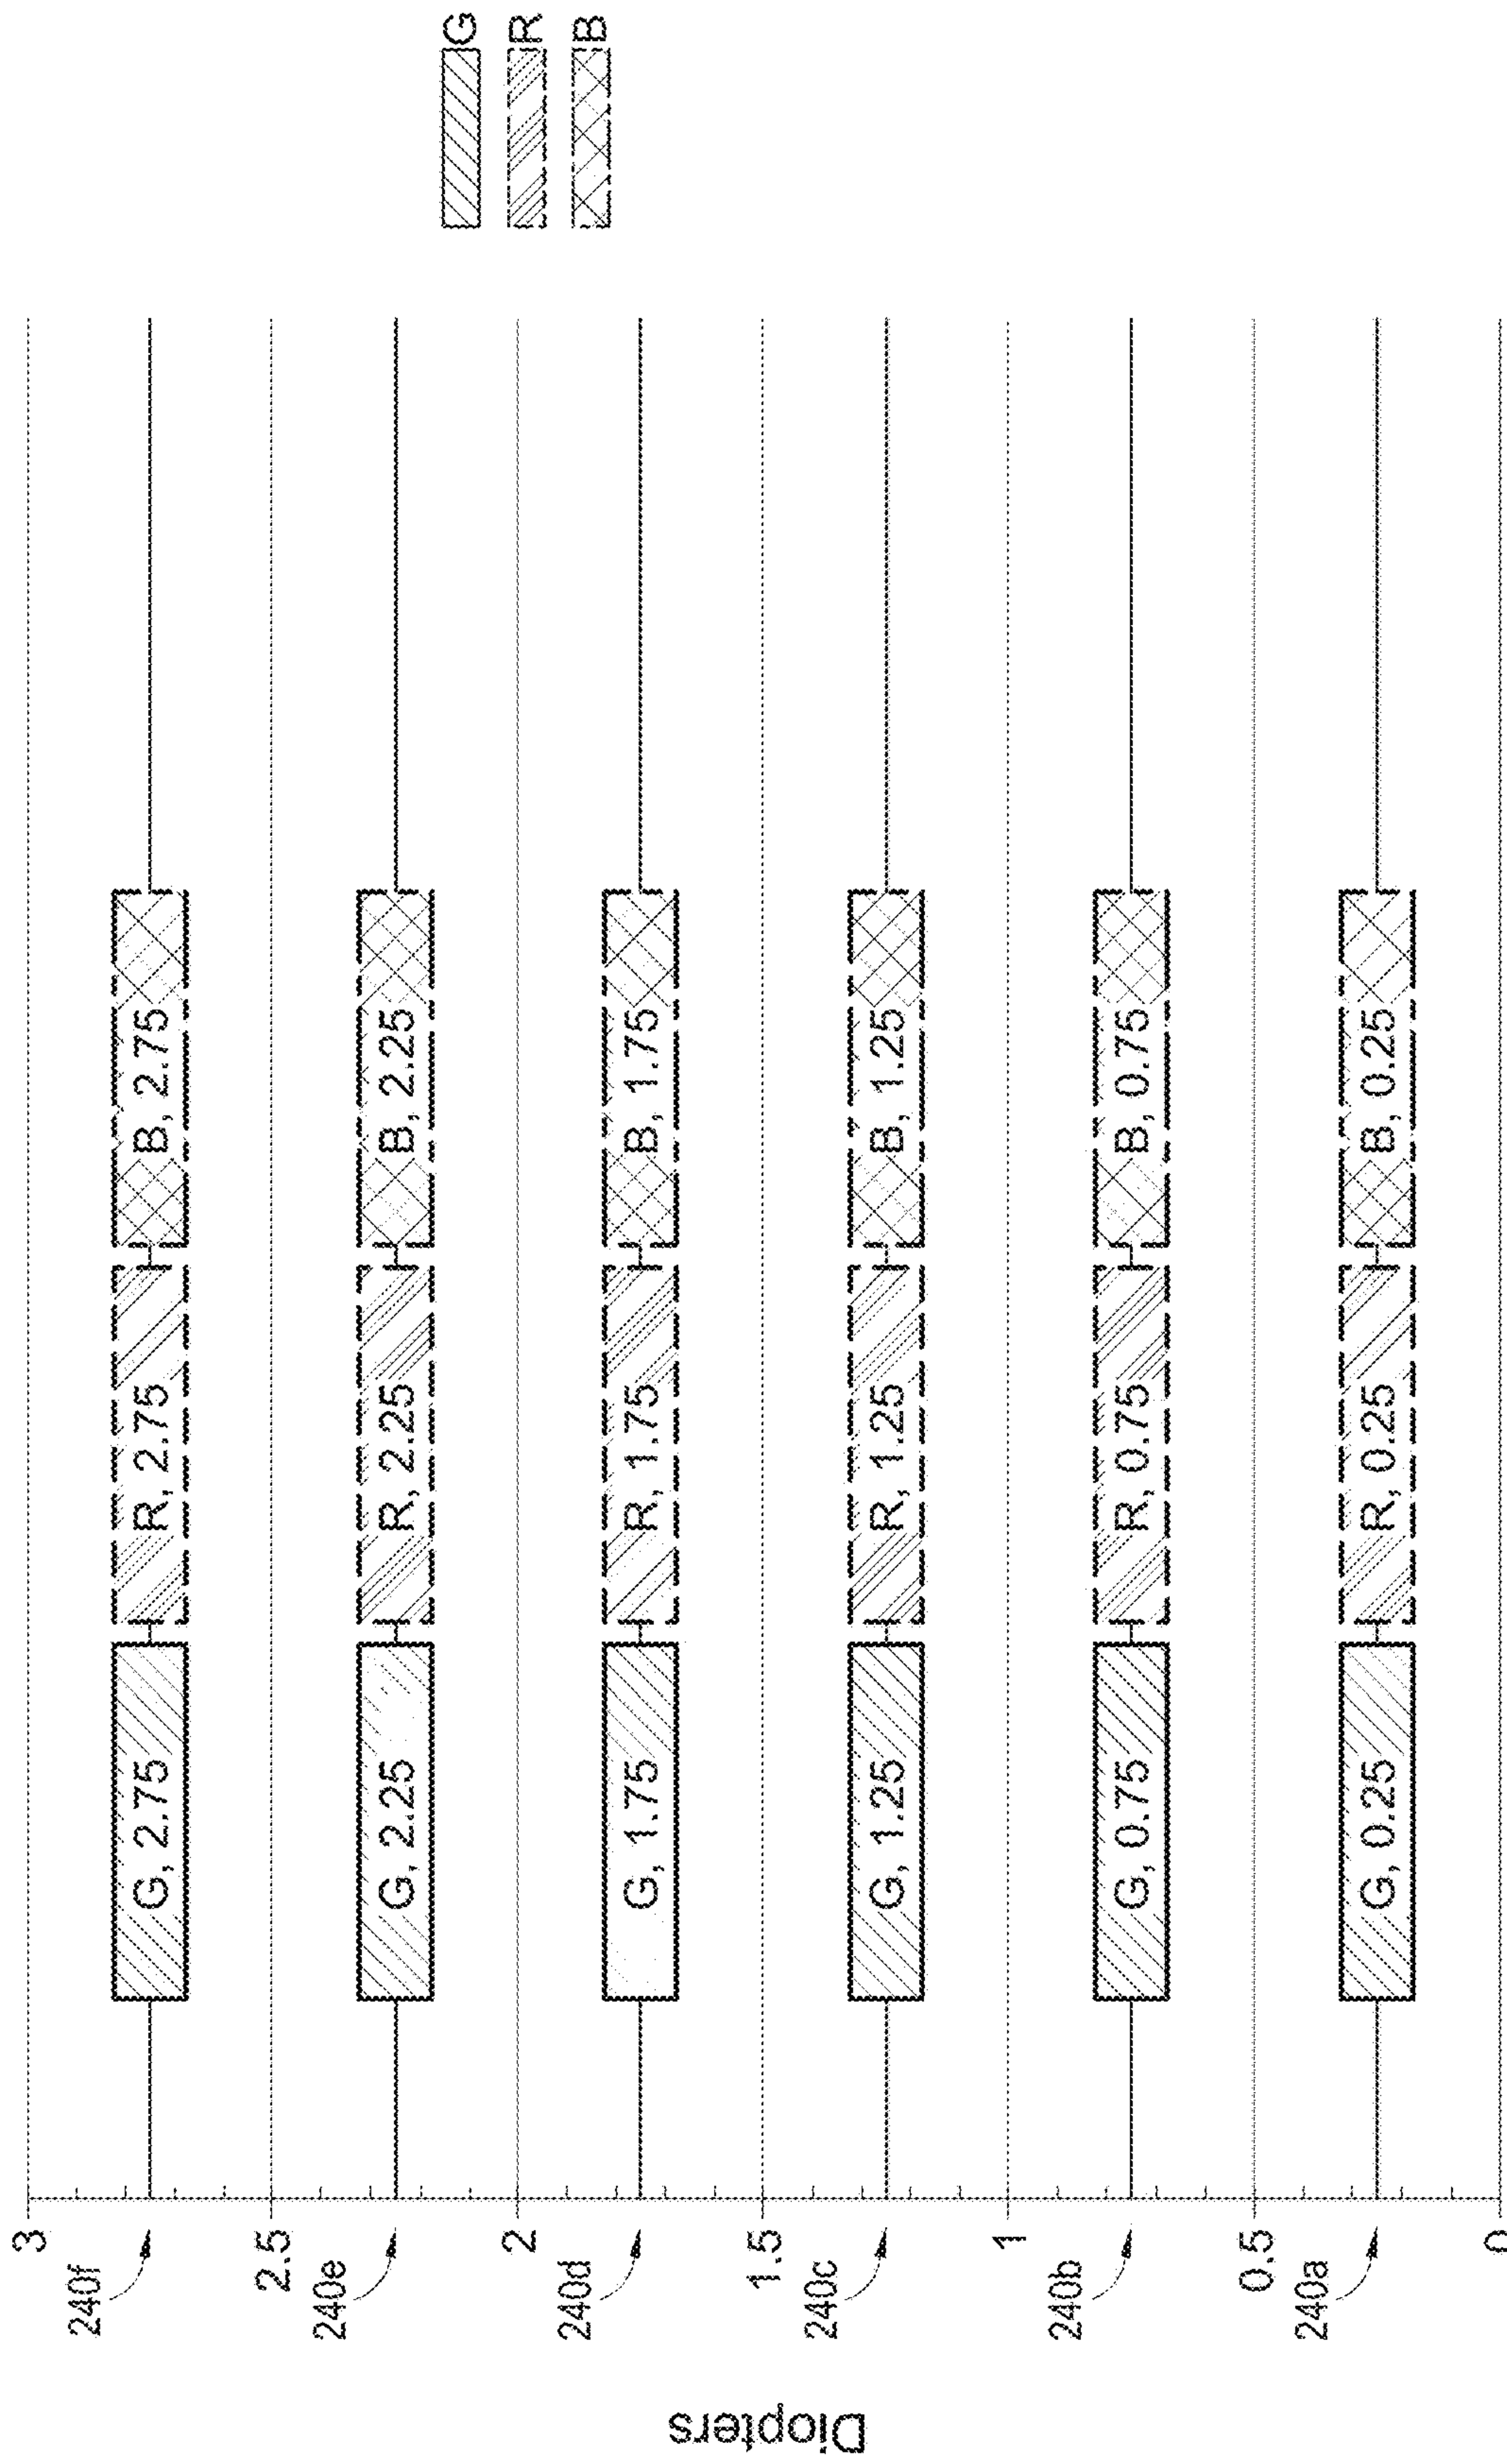 Diopters
3
240f
G, 2.75
R, 2.75
B, 2.75
2.5
240e
G, 2.25
R, 2.25
B, 2.25
2
240d
G, 1.75
R, 1.75
B, 1.75
1.5
240c
G, 1.25
R, 1.25
B, 1.25
1
240b
G, 0.75
R, 0.75
B, 0.75
0.5
240a
G, 0.25
R, 0.25
B, 0.25
0
G
R
B